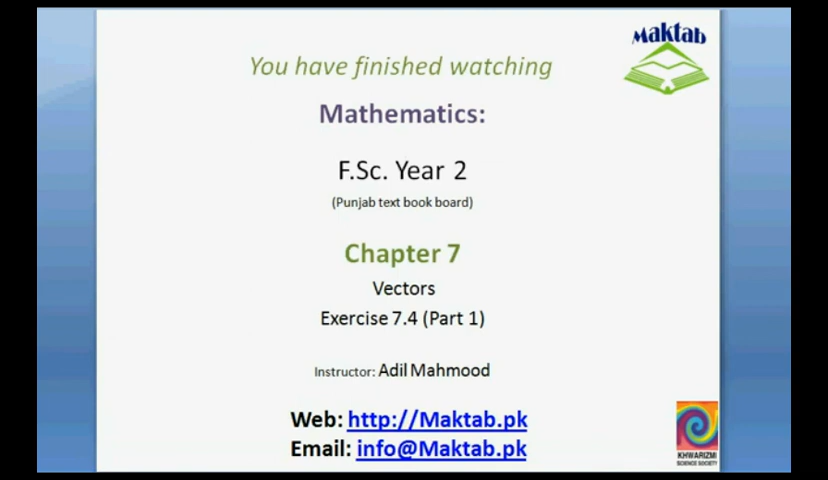 Maktab
You have finished watching
Mathematics:
F.Sc. Year 2
(Punjab text book board)
Chapter 7
Vectors
Exercise 7.4 (Part 1)
Instructor: Adil Mahmood
Web: http://Maktab.pk
Email: info@Maktab.pk
KHWARIZMI
SCIENCE SOCIETY